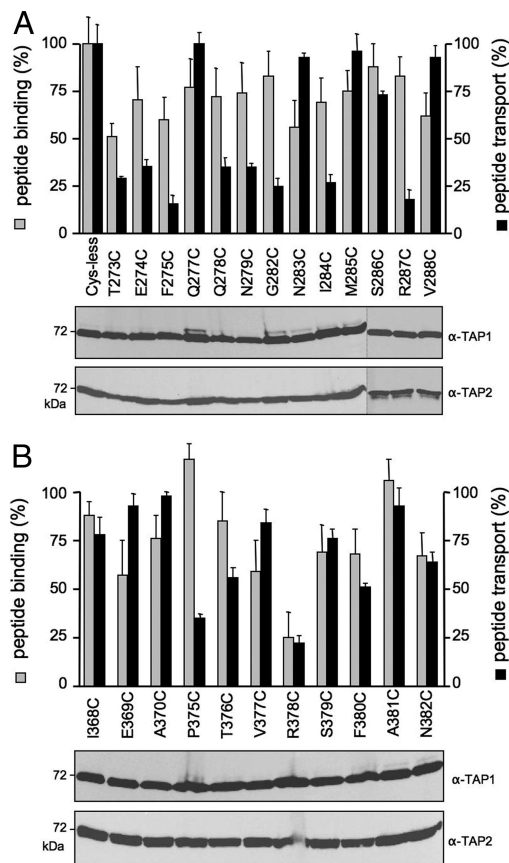 A
peptide binding (%)
100
75
50
25
0
100
75
50
25
0
peptide transport (%)
Cys-less
T273C
E274C
F275C
Q277C
Q278C
N279C
G282C
N283C
I284C
M285C
S286C
R287C
V288C
72
α-TAP1
72
kDa
α-TAP2
B
peptide binding (%)
100
75
50
25
0
100
75
50
25
0
peptide transport (%)
I368C
E369C
A370C
P375C
T376C
V377C
R378C
S379C
F380C
A381C
N382C
72
α-TAP1
72
kDa
α-TAP2